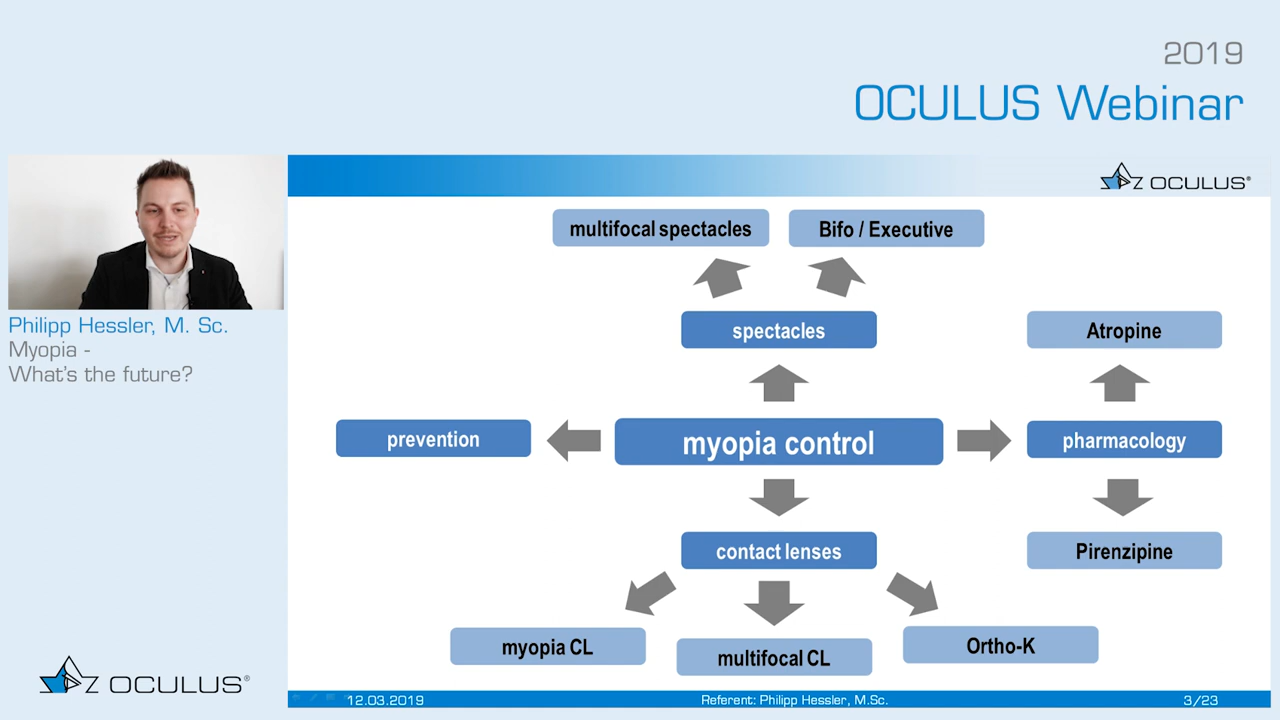 2019
OCULUS Webinar
OCULUS®
Philipp Hessler, M. Sc.
Myopia -
What's the future?
multifocal spectacles
Bifo / Executive
spectacles
Atropine
prevention
myopia control
pharmacology
contact lenses
Pirenzipine
myopia CL
multifocal CL
Ortho-K
OCULUS®
12.03.2019
Referent: Philipp Hessler, M.Sc.
3/23